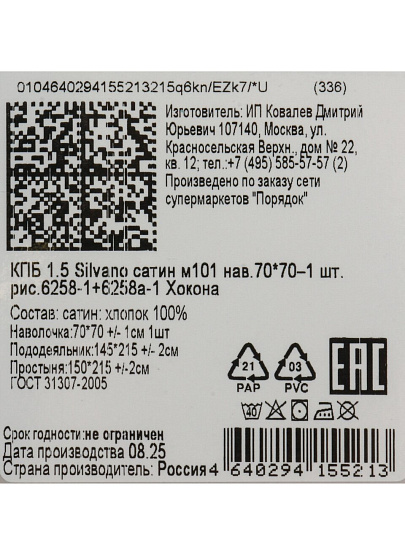 0104640294155213215q6kn/EZk7/*U (336)
Изготовитель: ИП Ковалев Дмитрий
Юрьевич 107140, Москва, ул.
Красносельская Верхн., дом № 22,
кв. 12; тел.:+7 (495) 585-57-57 (2)
Произведено по заказу сети
супермаркетов "Порядок"
КПБ 1.5 Silvano сатин м101 нав.70*70–1 шт.
рис.6258-1+6258а-1 Хокона
Состав: сатин: хлопок 100%
Наволочка:70*70 +/- 1см 1шт
Пододеяльник:145*215 +/- 2см
Простыня:150*215 +/-2см
ГОСТ 31307-2005
21 03 EAC
PAP PVC
40
Срок годности:не ограничен
Дата производства 08.25
Страна производитель: Россия 4 640294 155213